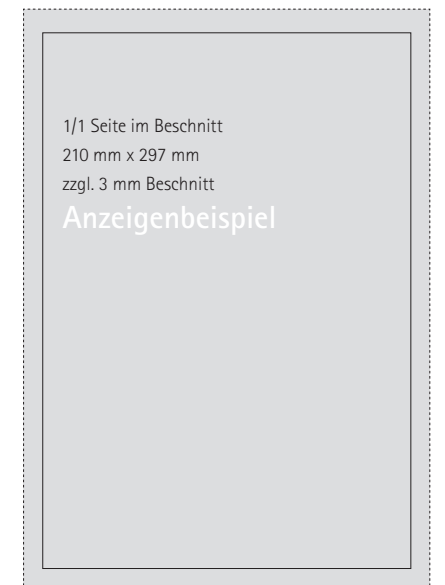 1/1 Seite im Beschnitt
210 mm x 297 mm
zzgl. 3 mm Beschnitt
Anzeigenbeispiel